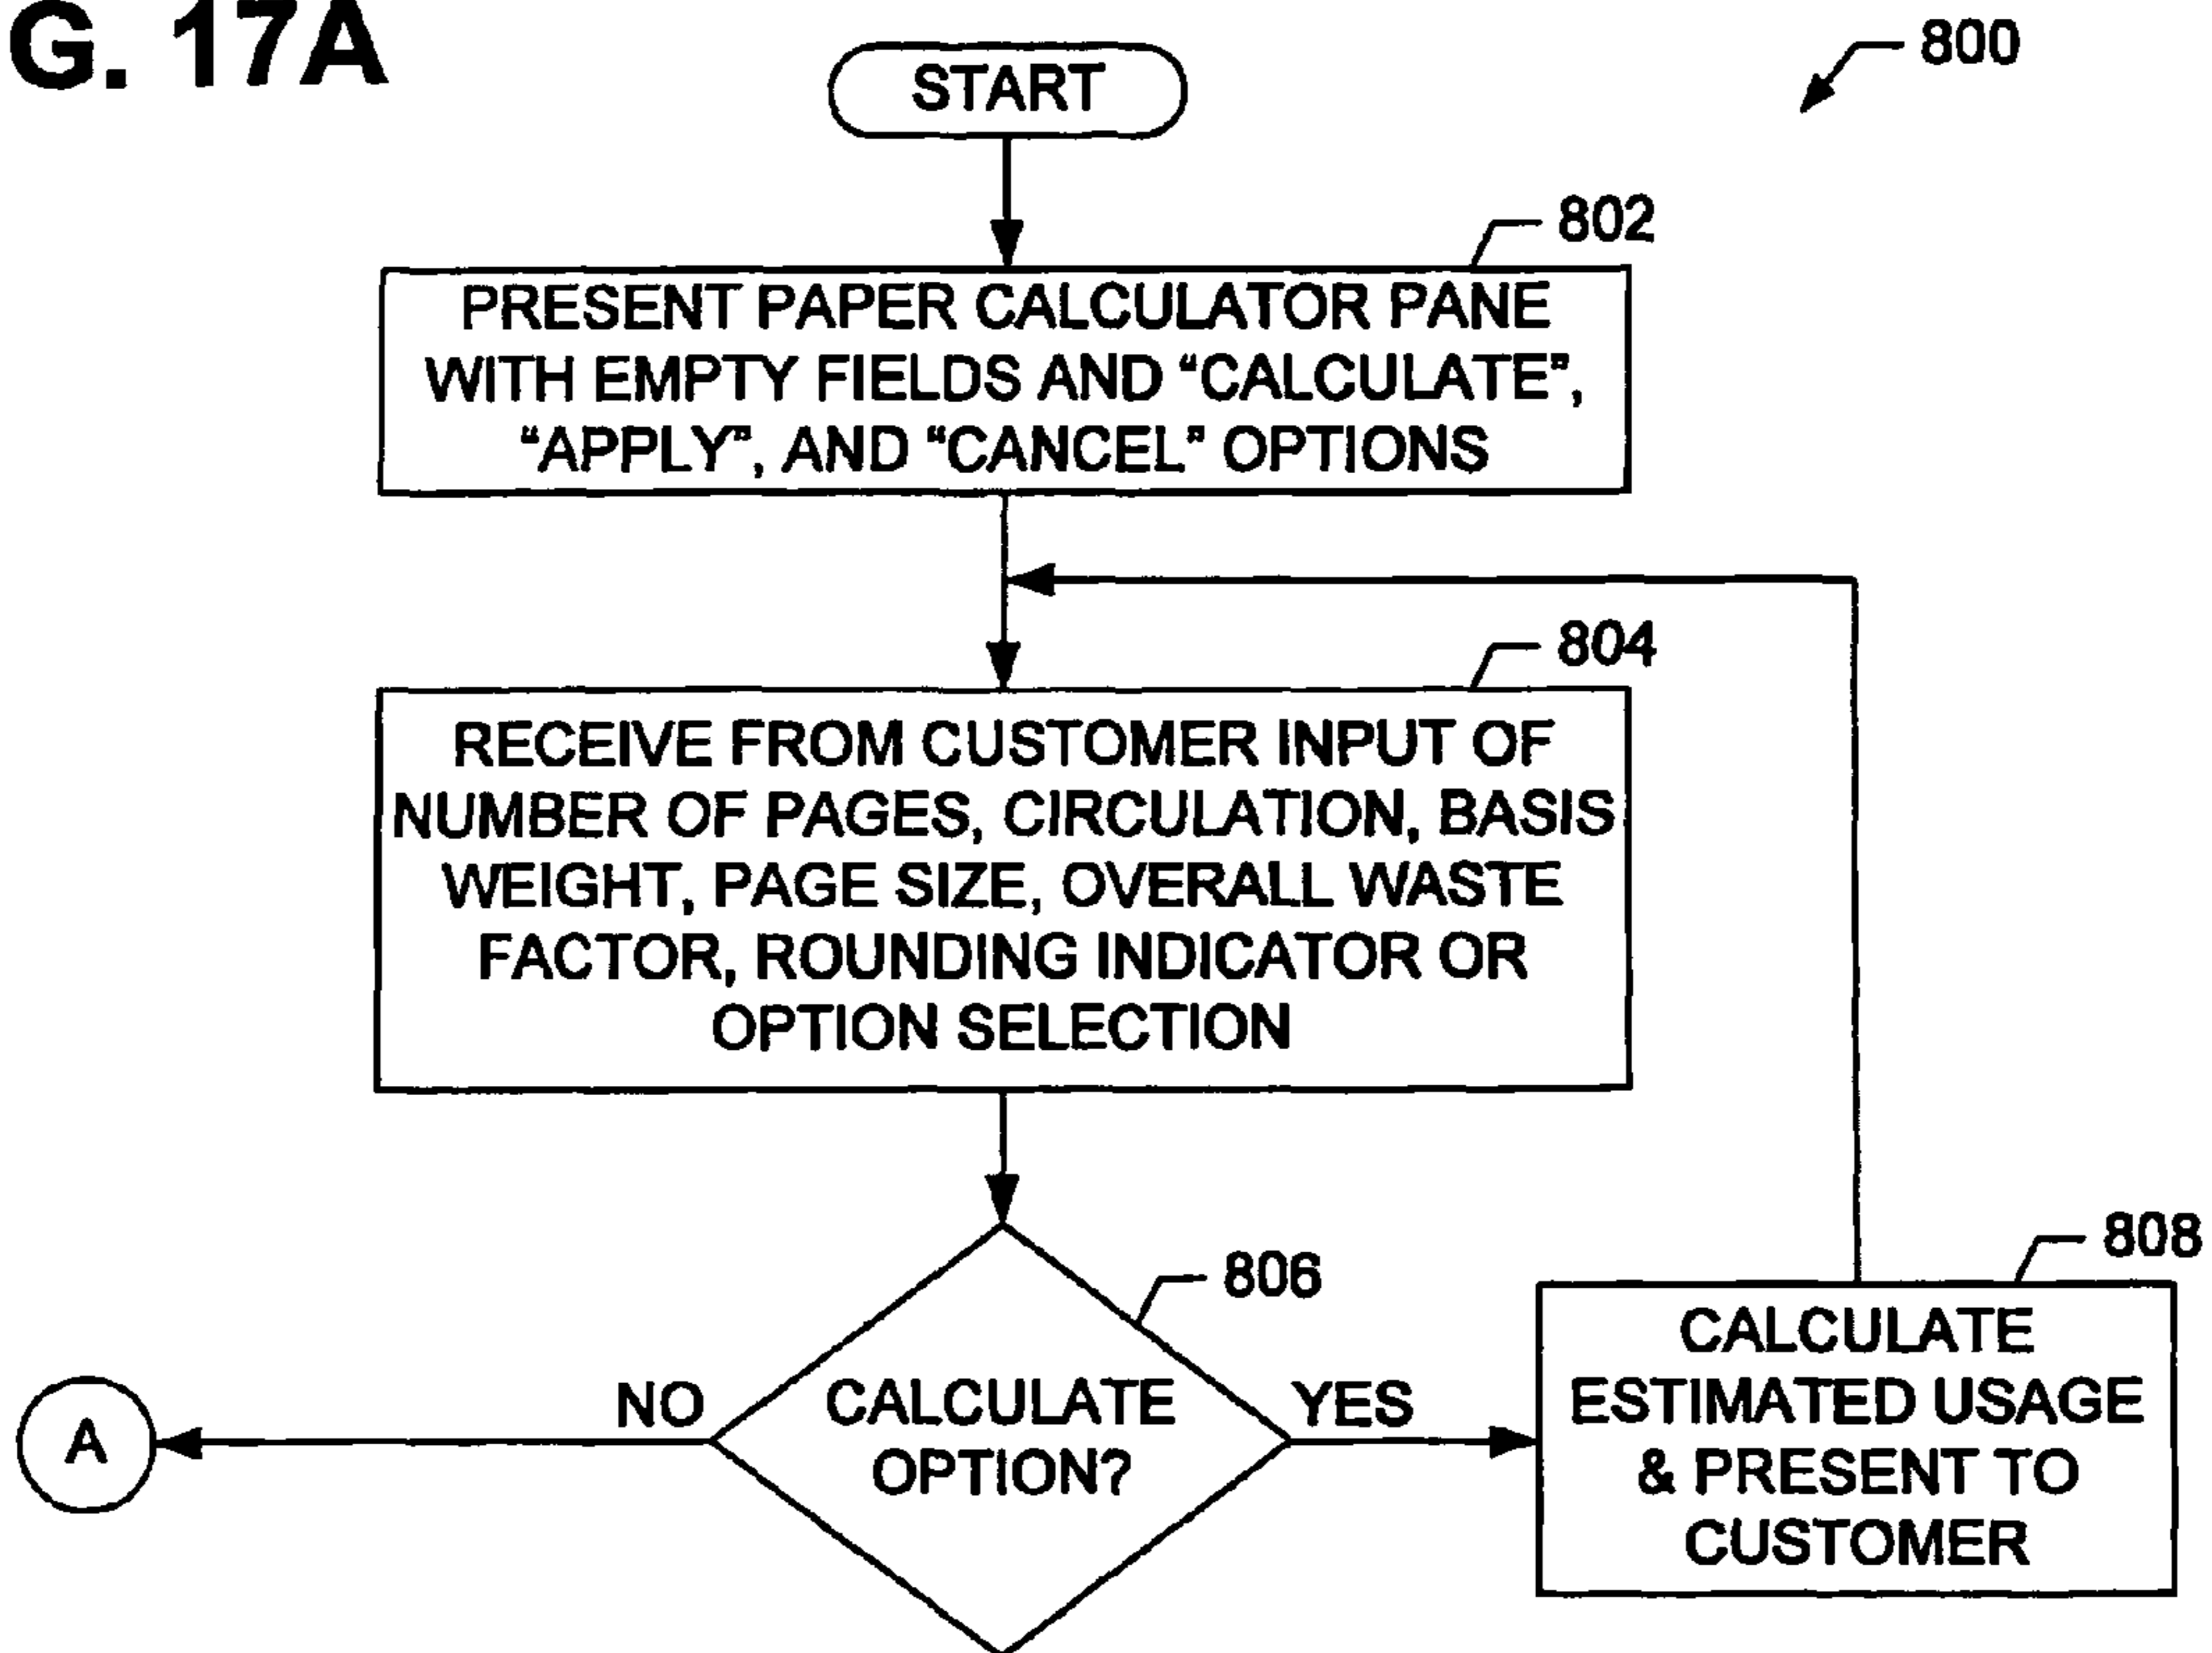 G. 17A
800
START
802
PRESENT PAPER CALCULATOR PANE
WITH EMPTY FIELDS AND “CALCULATE”,
“APPLY”, AND “CANCEL” OPTIONS
804
RECEIVE FROM CUSTOMER INPUT OF
NUMBER OF PAGES, CIRCULATION, BASIS
WEIGHT, PAGE SIZE, OVERALL WASTE
FACTOR, ROUNDING INDICATOR OR
OPTION SELECTION
806
CALCULATE
OPTION?
NO
A
YES
808
CALCULATE
ESTIMATED USAGE
& PRESENT TO
CUSTOMER